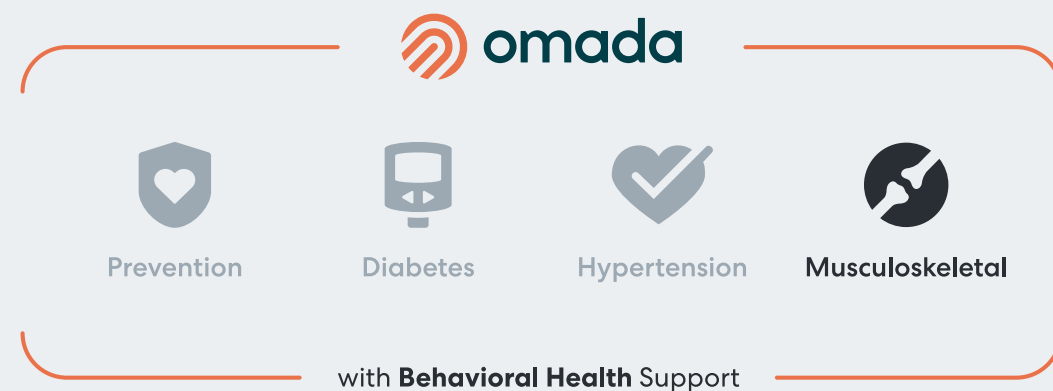 omada
Prevention Diabetes Hypertension Musculoskeletal
with Behavioral Health Support